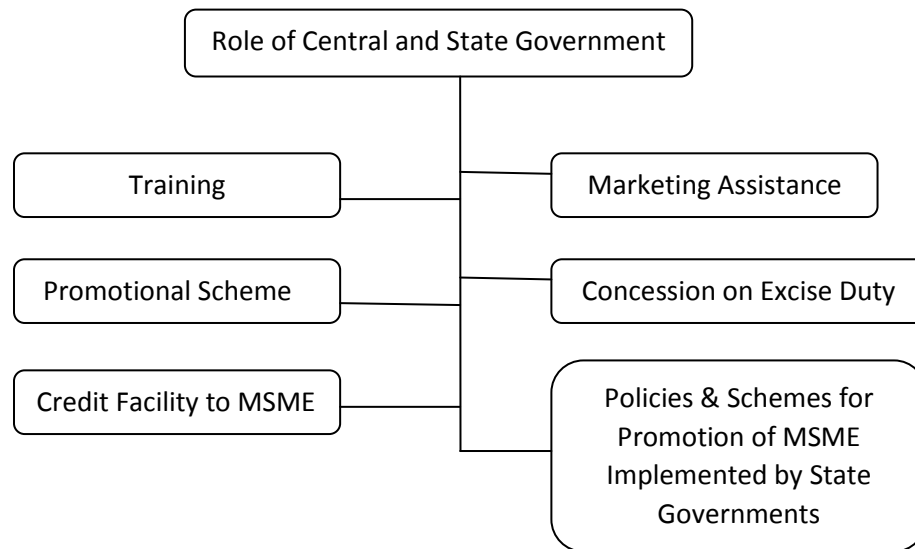 Role of Central and State Government
Training
Marketing Assistance
Promotional Scheme
Concession on Excise Duty
Credit Facility to MSME
Policies & Schemes for
Promotion of MSME
Implemented by State
Governments